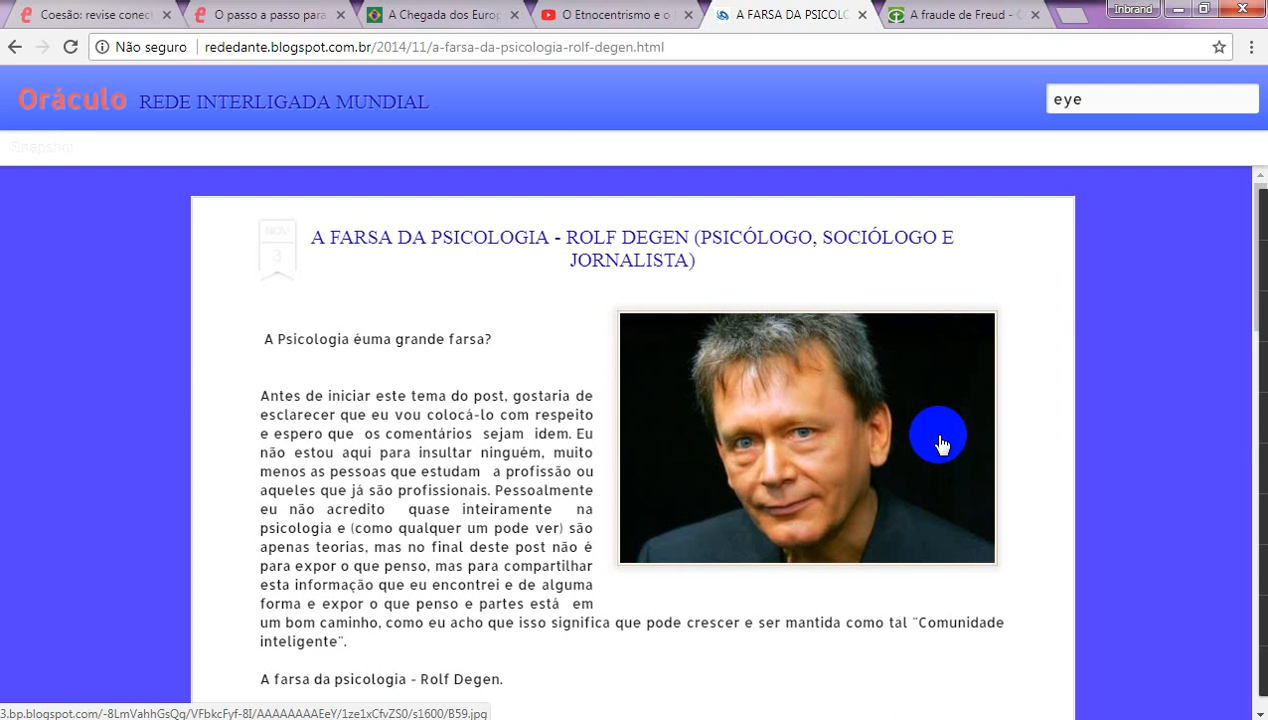 Coesão: revise conec
O passo a passo para
A Chegada dos Europ
O Etnocentrismo e o
A FARSA DA PSICOLO
A fraude de Freud -
Inbrand
Não seguro
rededante.blogspot.com.br/2014/11/a-farsa-da-psicologia-rolf-degen.html
Oráculo REDE INTERLIGADA MUNDIAL
eye
Snapshot
NOV
3
A FARSA DA PSICOLOGIA - ROLF DEGEN (PSICÓLOGO, SOCIÓLOGO E
JORNALISTA)
A Psicologia éuma grande farsa?
Antes de iniciar este tema do post, gostaria de
esclarecer que eu vou colocá-lo com respeito
e espero que os comentários sejam idem. Eu
não estou aqui para insultar ninguém, muito
menos as pessoas que estudam a profissão ou
aqueles que já são profissionais. Pessoalmente
eu não acredito quase inteiramente na
psicologia e (como qualquer um pode ver) são
apenas teorias, mas no final deste post não é
para expor o que penso, mas para compartilhar
esta informação que eu encontrei e de alguma
forma e expor o que penso e partes está em
um bom caminho, como eu acho que isso significa que pode crescer e ser mantida como tal "Comunidade
inteligente".
A farsa da psicologia - Rolf Degen.
3.bp.blogspot.com/-8LmVahhGsQg/VFbkcFyf-8I/AAAAAAAAEeY/1ze1xCfvZS0/s1600/B59.jpg